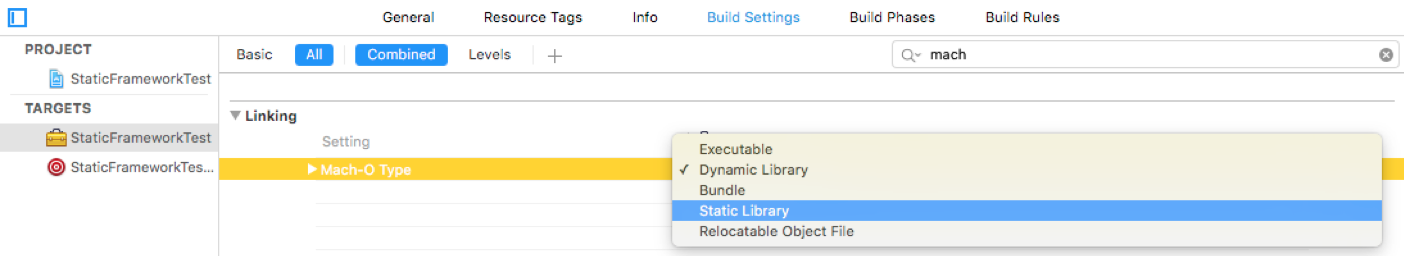 General Resource Tags Info Build Settings Build Phases Build Rules
PROJECT
StaticFrameworkTest
TARGETS
StaticFrameworkTest
StaticFrameworkTes...
Basic All Combined Levels + mach
Linking
Setting
Mach-O Type
Executable
✓ Dynamic Library
Bundle
Static Library
Relocatable Object File